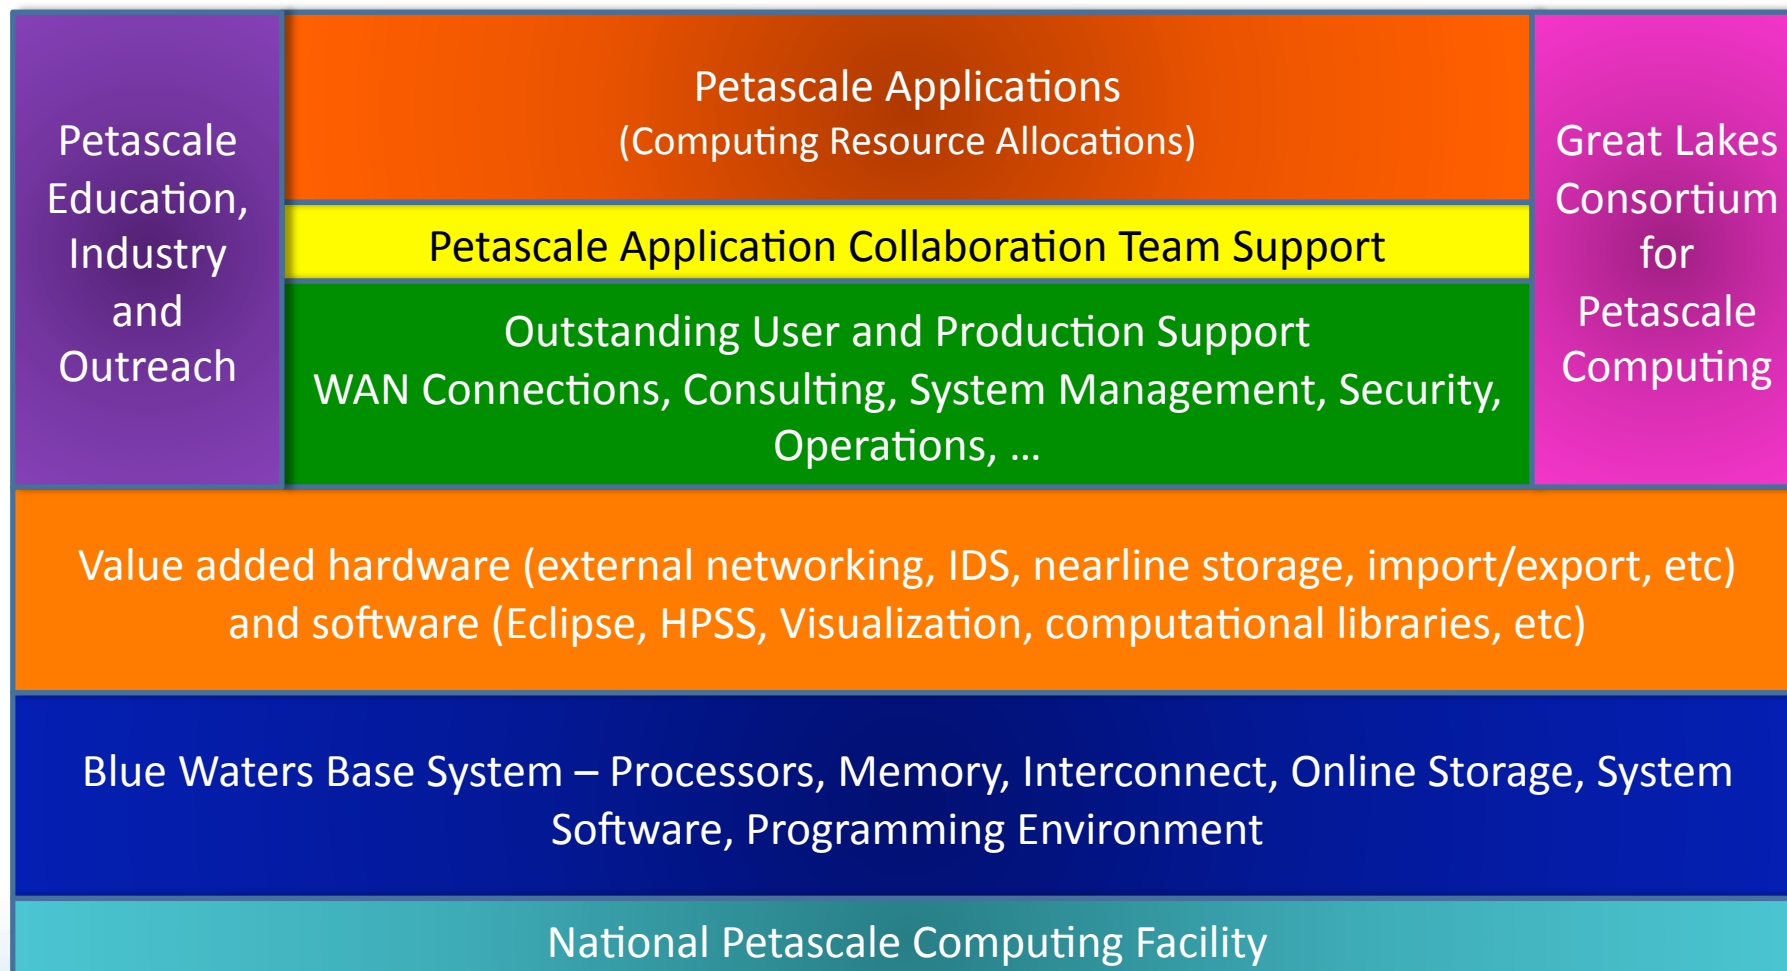 Petascale
Education,
Industry
and
Outreach
Petascale Applications
(Computing Resource Allocations)
Petascale Application Collaboration Team Support
Outstanding User and Production Support
WAN Connections, Consulting, System Management, Security,
Operations, ...
Great Lakes
Consortium
for
Petascale
Computing
Value added hardware (external networking, IDS, nearline storage, import/export, etc)
and software (Eclipse, HPSS, Visualization, computational libraries, etc)
Blue Waters Base System – Processors, Memory, Interconnect, Online Storage, System
Software, Programming Environment
National Petascale Computing Facility